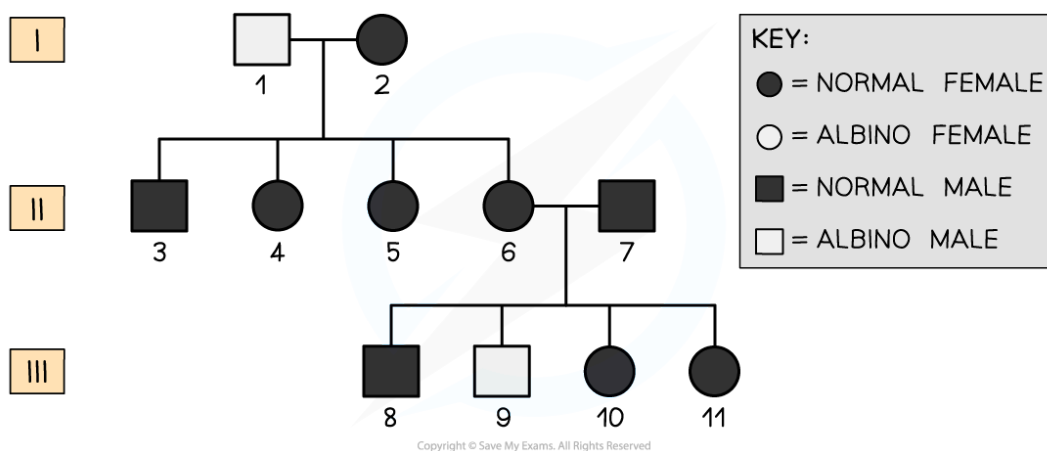 I
1
2
KEY:
= NORMAL FEMALE
= ALBINO FEMALE
= NORMAL MALE
= ALBINO MALE
II
3
4
5
6
7
III
8
9
10
11
Copyright © Save My Exams. All Rights Reserved